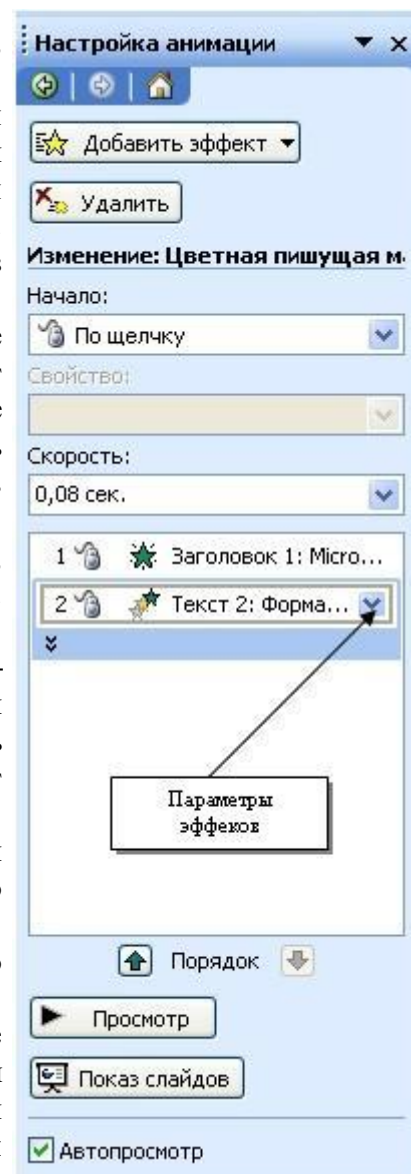 Настройка анимации
Добавить эффект
Удалить
Изменение: Цветная пишущая м
Начало:
По щелчку
Свойство:
Скорость:
0,08 сек.
1 Заголовок 1: Micro...
2 Текст 2: Форма...
Параметры
эффеков
Порядок
Просмотр
Показ слайдов
Автопросмотр